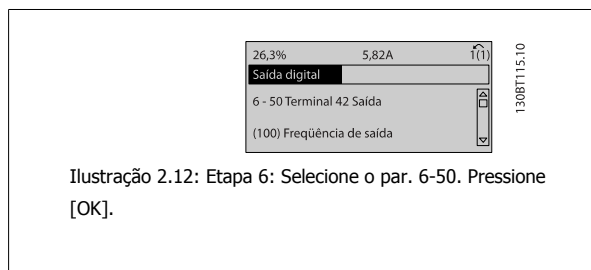 26,3% 5,82A 1(1)
Saída digital
6 - 50 Terminal 42 Saída
(100) Freqüência de saída
130BT115.10
Ilustração 2.12: Etapa 6: Selecione o par. 6-50. Pressione
[OK].